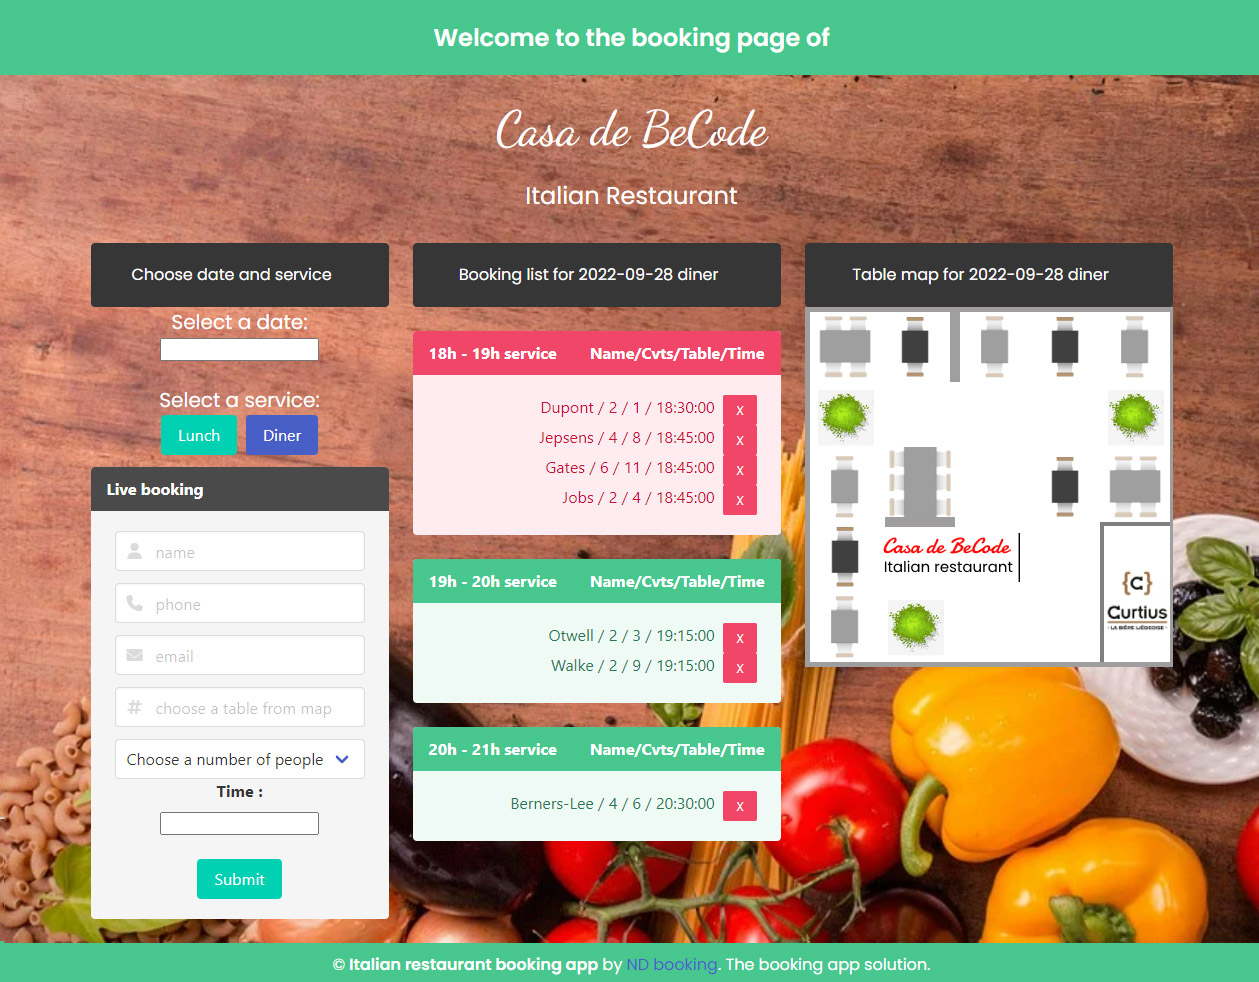 Welcome to the booking page of
Casa de BeCode
Italian Restaurant
Choose date and service
Select a date:
Select a service:
Lunch
Diner
Live booking
name
phone
email
choose a table from map
Choose a number of people
Time :
Submit
Booking list for 2022-09-28 diner
18h - 19h service Name/Cvts/Table/Time
Dupont / 2 / 1 / 18:30:00 x
Jepsens / 4 / 8 / 18:45:00 x
Gates / 6 / 11 / 18:45:00 x
Jobs / 2 / 4 / 18:45:00 x
19h - 20h service Name/Cvts/Table/Time
Otwell / 2 / 3 / 19:15:00 x
Walke / 2 / 9 / 19:15:00 x
20h - 21h service Name/Cvts/Table/Time
Berners-Lee / 4 / 6 / 20:30:00 x
Table map for 2022-09-28 diner
Casa de BeCode
Italian restaurant
{c}
Curtius
- LA BIÈRE LIÉGEOISE -
© Italian restaurant booking app by ND booking. The booking app solution.